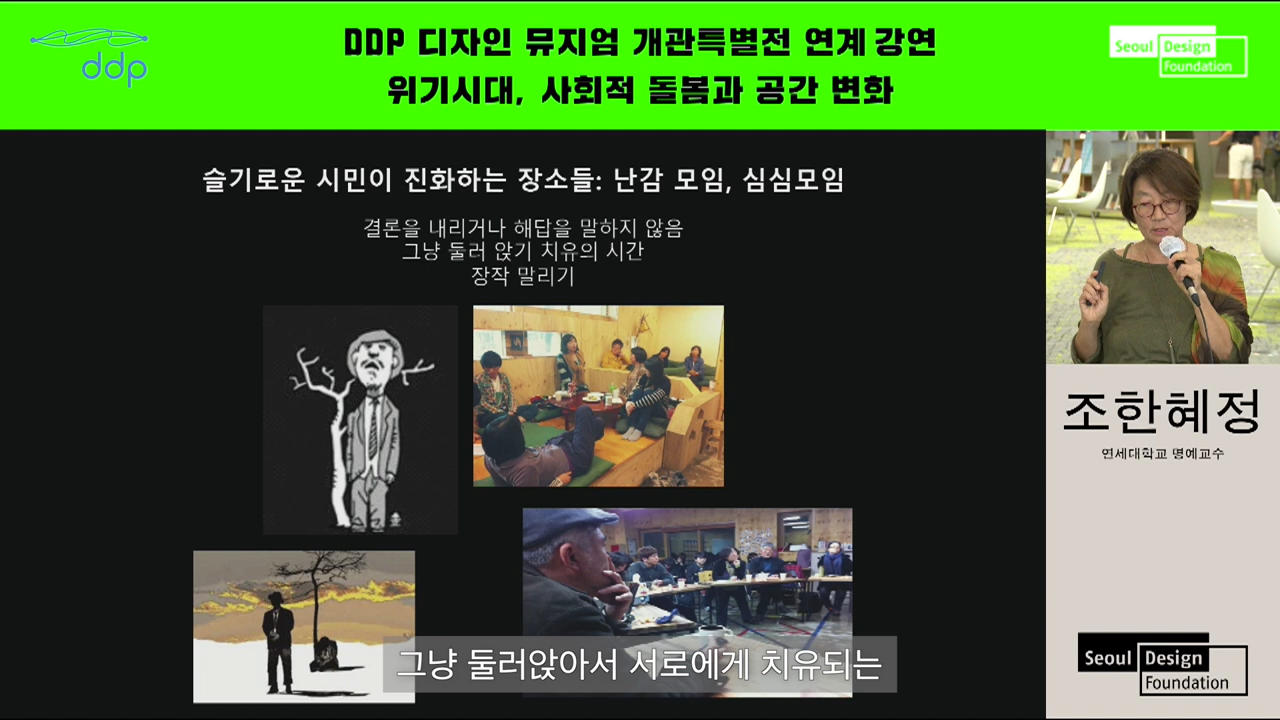 ddp
DDP 디자인 뮤지엄 개관특별전 연계 강연
위기시대, 사회적 돌봄과 공간 변화
Seoul Design Foundation
슬기로운 시민이 진화하는 장소들: 난감 모임, 심심모임
결론을 내리거나 해답을 말하지 않음
그냥 둘러 앉기 치유의 시간
장작 말리기
조한혜정
연세대학교 명예교수
그냥 둘러앉아서 서로에게 치유되는
Seoul Design Foundation